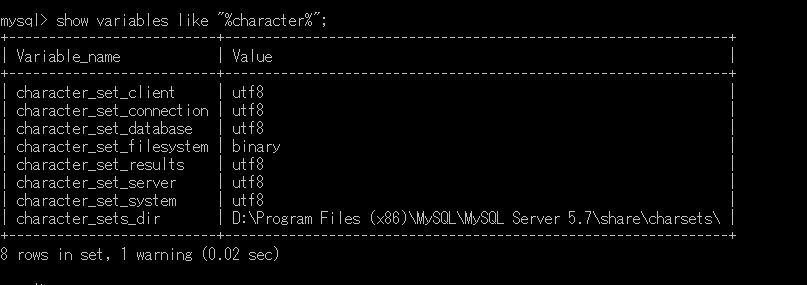 mysql> show variables like "%character%";
+--------------------------+---------------------------------------------------------+
| Variable_name | Value |
+--------------------------+---------------------------------------------------------+
| character_set_client | utf8 |
| character_set_connection | utf8 |
| character_set_database | utf8 |
| character_set_filesystem | binary |
| character_set_results | utf8 |
| character_set_server | utf8 |
| character_set_system | utf8 |
| character_sets_dir | D:\Program Files (x86)\MySQL\MySQL Server 5.7\share\charsets\ |
+--------------------------+---------------------------------------------------------+
8 rows in set, 1 warning (0.02 sec)